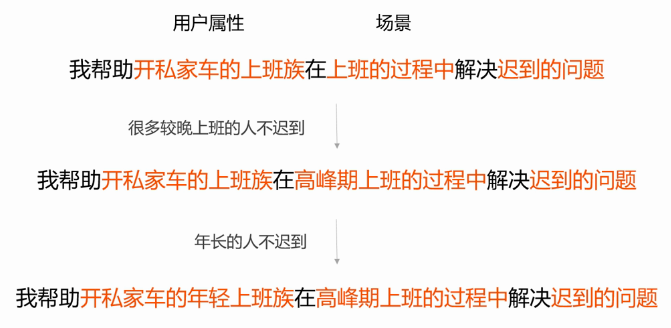 用户属性 场景
我帮助开私家车的上班族在上班的过程中解决迟到的问题
很多较晚上班的人不迟到
我帮助开私家车的上班族在高峰期上班的过程中解决迟到的问题
年长的人不迟到
我帮助开私家车的年轻上班族在高峰期上班的过程中解决迟到的问题